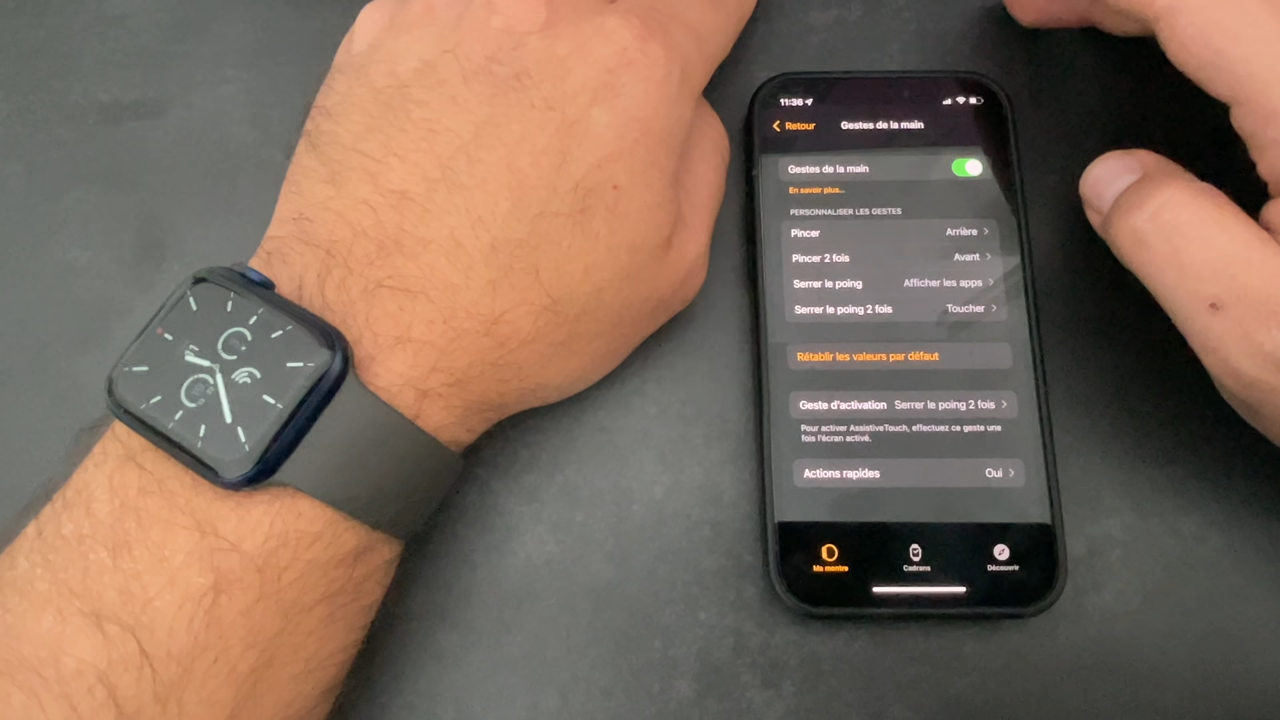 11:36
Retour Gestes de la main
Gestes de la main
En savoir plus...
PERSONNALISER LES GESTES
Pincer Arrière
Pincer 2 fois Avant
Serrer le poing Afficher les apps
Serrer le poing 2 fois Toucher
Rétablir les valeurs par défaut
Geste d'activation Serrer le poing 2 fois
Pour activer AssistiveTouch, effectuez ce geste une
fois l'écran activé.
Actions rapides Oui
Ma montre Cadrans Découvrir